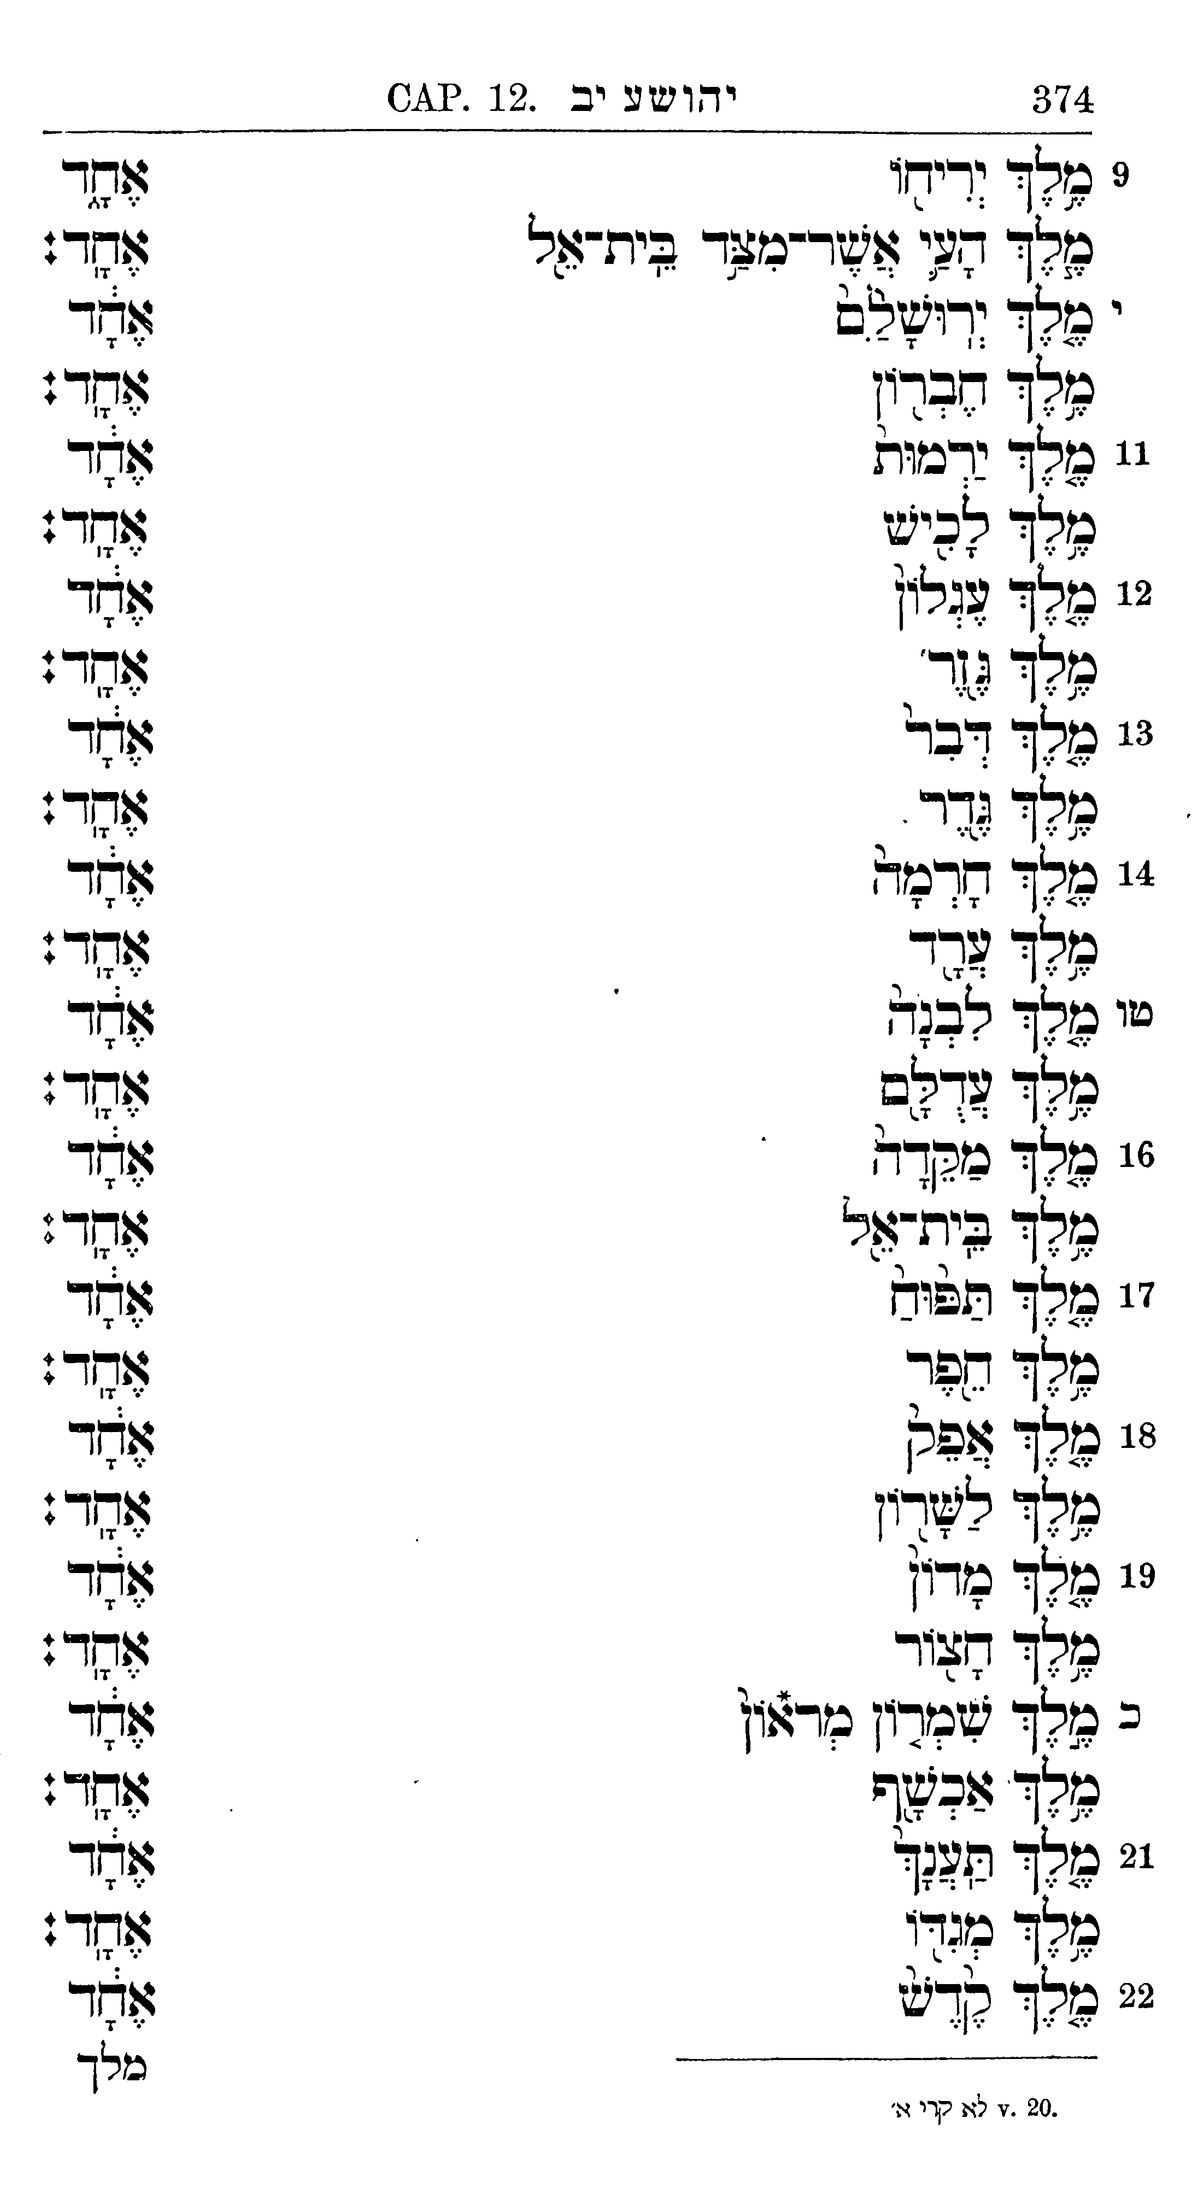 374 יהושע יב CAP. 12.
9 מֶ֥לֶךְ יְרִיח֖וֹ אֶחָ֑ד
מֶ֧לֶךְ הָעַ֛י אֲשֶׁר־מִצַּ֥ד בֵּֽית־אֵ֖ל אֶחָֽד׃
י מֶ֤לֶךְ יְרֽוּשָׁלִַ֙ם֙ אֶחָ֔ד
מֶ֥לֶךְ חֶבְר֖וֹן אֶחָֽד׃
11 מֶ֤לֶךְ יַרְמוּת֙ אֶחָ֔ד
מֶ֥לֶךְ לָכִ֖ישׁ אֶחָֽד׃
12 מֶ֤לֶךְ עֶגְלוֹן֙ אֶחָ֔ד
מֶ֥לֶךְ גֶּ֖זֶר אֶחָֽד׃
13 מֶ֤לֶךְ דְּבִר֙ אֶחָ֔ד
מֶ֥לֶךְ גֶּ֖דֶר אֶחָֽד׃
14 מֶ֤לֶךְ חָרְמָה֙ אֶחָ֔ד
מֶ֥לֶךְ עֲרָ֖ד אֶחָֽד׃
טו מֶ֤לֶךְ לִבְנָה֙ אֶחָ֔ד
מֶ֥לֶךְ עֲדֻלָּ֖ם אֶחָֽד׃
16 מֶ֤לֶךְ מַקֵּדָה֙ אֶחָ֔ד
מֶ֥לֶךְ בֵּֽית־אֵ֖ל אֶחָֽד׃
17 מֶ֤לֶךְ תַּפּ֙וּחַ֙ אֶחָ֔ד
מֶ֥לֶךְ חֵ֖פֶר אֶחָֽד׃
18 מֶ֤לֶךְ אֲפֵק֙ אֶחָ֔ד
מֶ֥לֶךְ לַשָּׁר֖וֹן אֶחָֽד׃
19 מֶ֤לֶךְ מָדוֹן֙ אֶחָ֔ד
מֶ֥לֶךְ חָצ֖וֹר אֶחָֽד׃
כ מֶ֣לֶךְ שִׁמְר֤וֹן מְרא*וֹן֙ אֶחָ֔ד
מֶ֥לֶךְ אַכְשָׁ֖ף אֶחָֽד׃
21 מֶ֤לֶךְ תַּֽעֲנָךְ֙ אֶחָ֔ד
מֶ֥לֶךְ מְגִדּ֖וֹ אֶחָֽד׃
22 מֶ֤לֶךְ קֶ֙דֶשׁ֙ אֶחָ֔ד
מלך
v. 20. לא קרי א׳